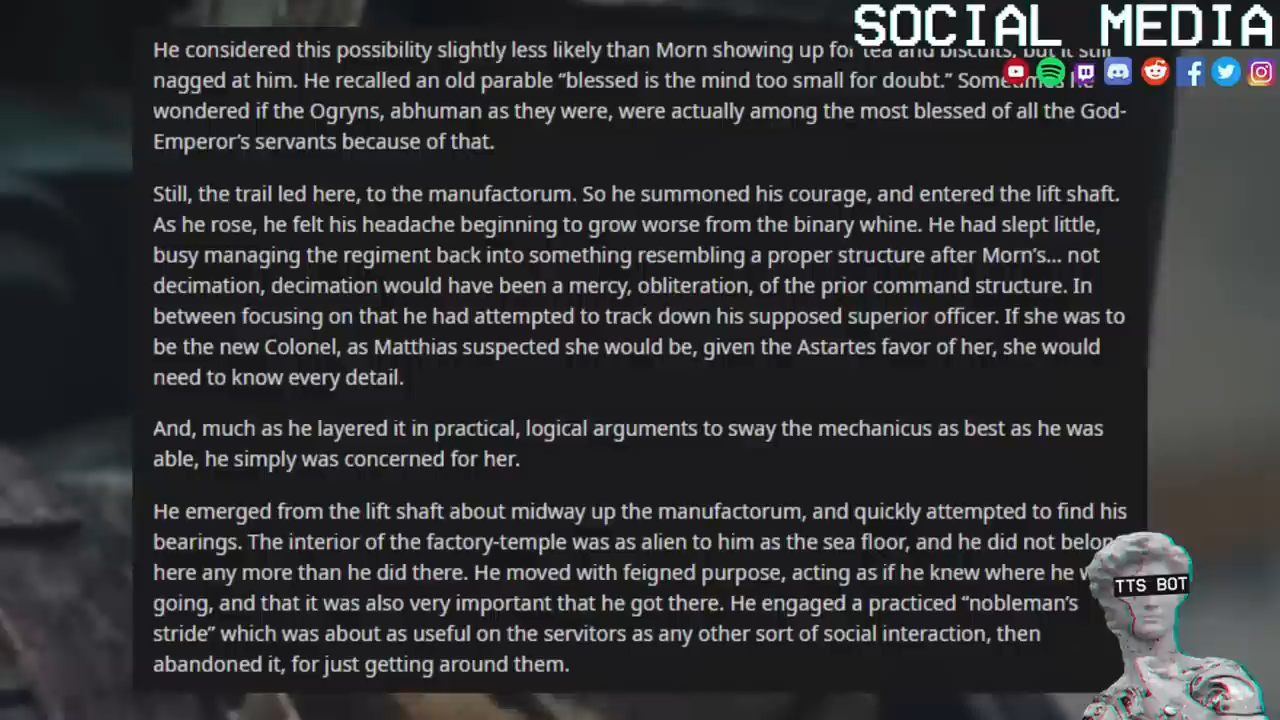 SOCIAL MEDIA
He considered this possibility slightly less likely than Morn showing up for tea and biscuits, but it still
nagged at him. He recalled an old parable “blessed is the mind too small for doubt.” Sometimes he
wondered if the Ogryns, abhuman as they were, were actually among the most blessed of all the God-
Emperor’s servants because of that.
Still, the trail led here, to the manufactorum. So he summoned his courage, and entered the lift shaft.
As he rose, he felt his headache beginning to grow worse from the binary whine. He had slept little,
busy managing the regiment back into something resembling a proper structure after Morn’s... not
decimation, decimation would have been a mercy, obliteration, of the prior command structure. In
between focusing on that he had attempted to track down his supposed superior officer. If she was to
be the new Colonel, as Matthias suspected she would be, given the Astartes favor of her, she would
need to know every detail.
And, much as he layered it in practical, logical arguments to sway the mechanicus as best as he was
able, he simply was concerned for her.
He emerged from the lift shaft about midway up the manufactorum, and quickly attempted to find his
bearings. The interior of the factory-temple was as alien to him as the sea floor, and he did not belong
here any more than he did there. He moved with feigned purpose, acting as if he knew where he
going, and that it was also very important that he got there. He engaged a practiced “nobleman’s
stride” which was about as useful on the servitors as any other sort of social interaction, then
abandoned it, for just getting around them.
TTS BOT